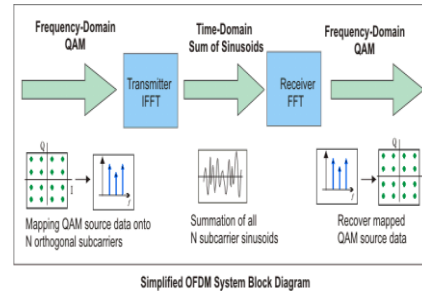 Frequency-Domain
QAM
Time-Domain
Sum of Sinusoids
Frequency-Domain
QAM
Transmitter
IFFT
Receiver
FFT
Q
I
f
f
Q
I
Mapping QAM source data onto
N orthogonal subcarriers
Summation of all
N subcarrier sinusoids
Recover mapped
QAM source data
Simplified OFDM System Block Diagram